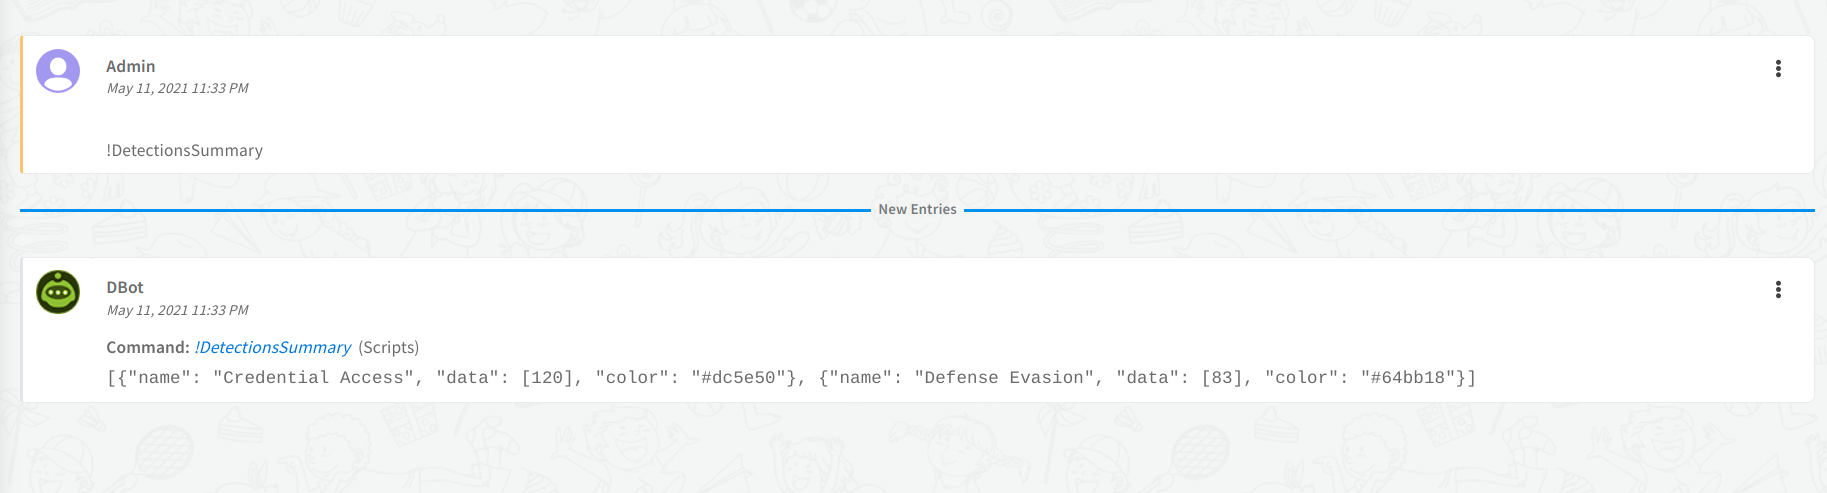 Admin
May 11, 2021 11:33 PM
!DetectionsSummary
New Entries
DBot
May 11, 2021 11:33 PM
Command: !DetectionsSummary (Scripts)
[{"name": "Credential Access", "data": [120], "color": "#dc5e50"}, {"name": "Defense Evasion", "data": [83], "color": "#64bb18"}]